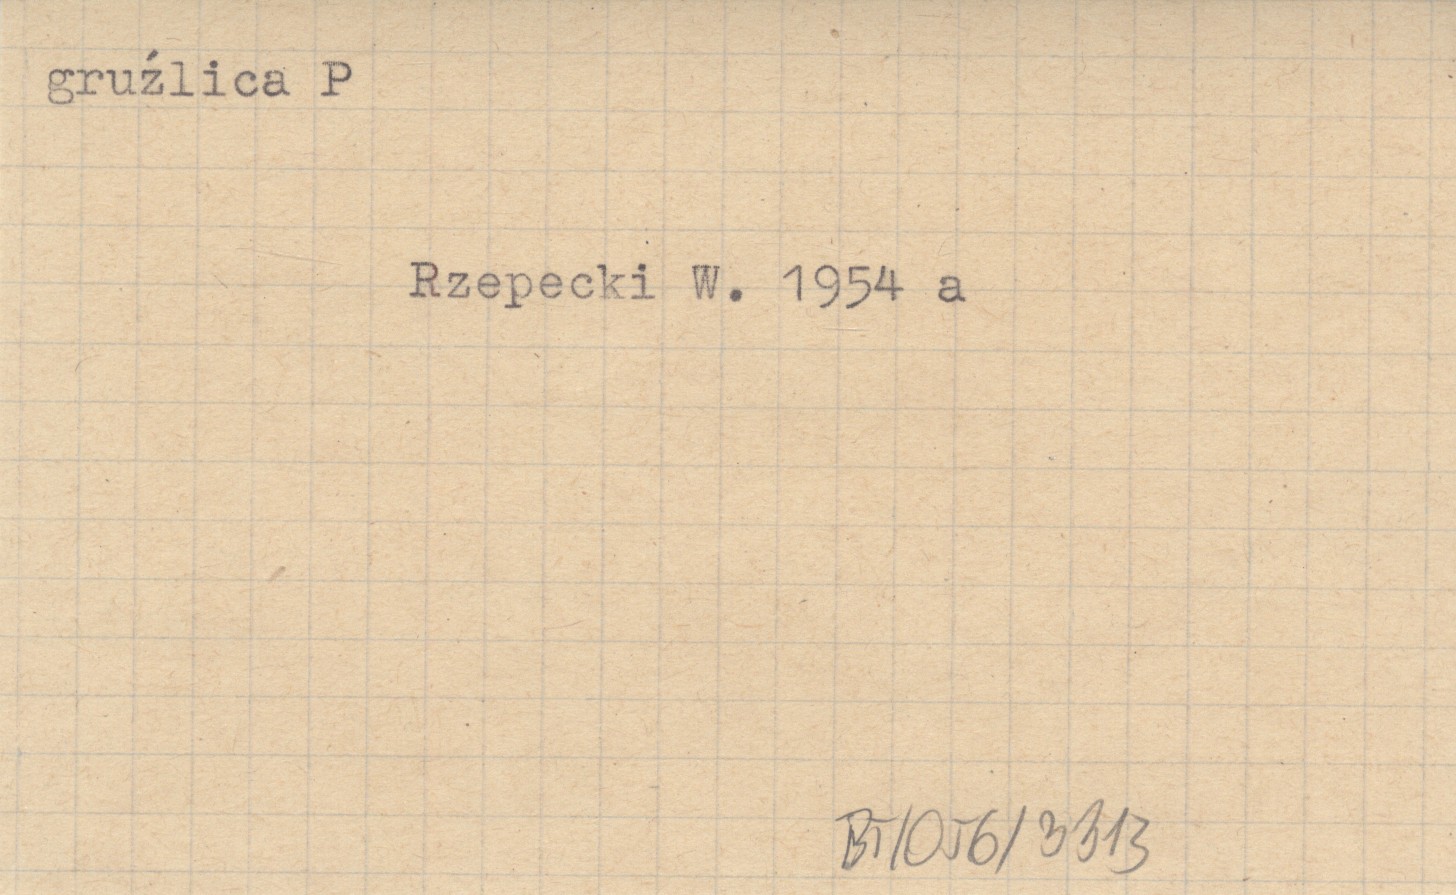 gruźlica P
Rzepecki W. 1954 a
BT/056/3313